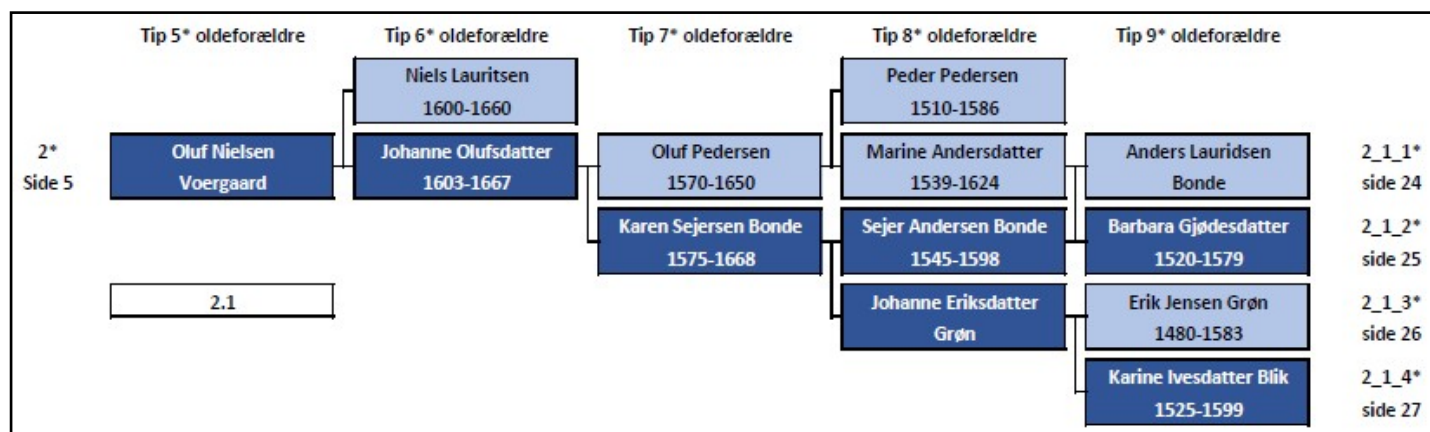 Tip 5* oldeforældre
Tip 6* oldeforældre
Tip 7* oldeforældre
Tip 8* oldeforældre
Tip 9* oldeforældre
Niels Lauritsen
1600-1660
Peder Pedersen
1510-1586
2*
Side 5
Oluf Nielsen
Voergaard
Johanne Olufsdatter
1603-1667
Oluf Pedersen
1570-1650
Marine Andersdatter
1539-1624
Anders Lauridsen
Bonde
2_1_1*
side 24
Karen Sejersen Bonde
1575-1668
Sejer Andersen Bonde
1545-1598
Barbara Gjødesdatter
1520-1579
2_1_2*
side 25
2.1
Johanne Eriksdatter
Grøn
Erik Jensen Grøn
1480-1583
2_1_3*
side 26
Karine Ivesdatter Blik
1525-1599
2_1_4*
side 27